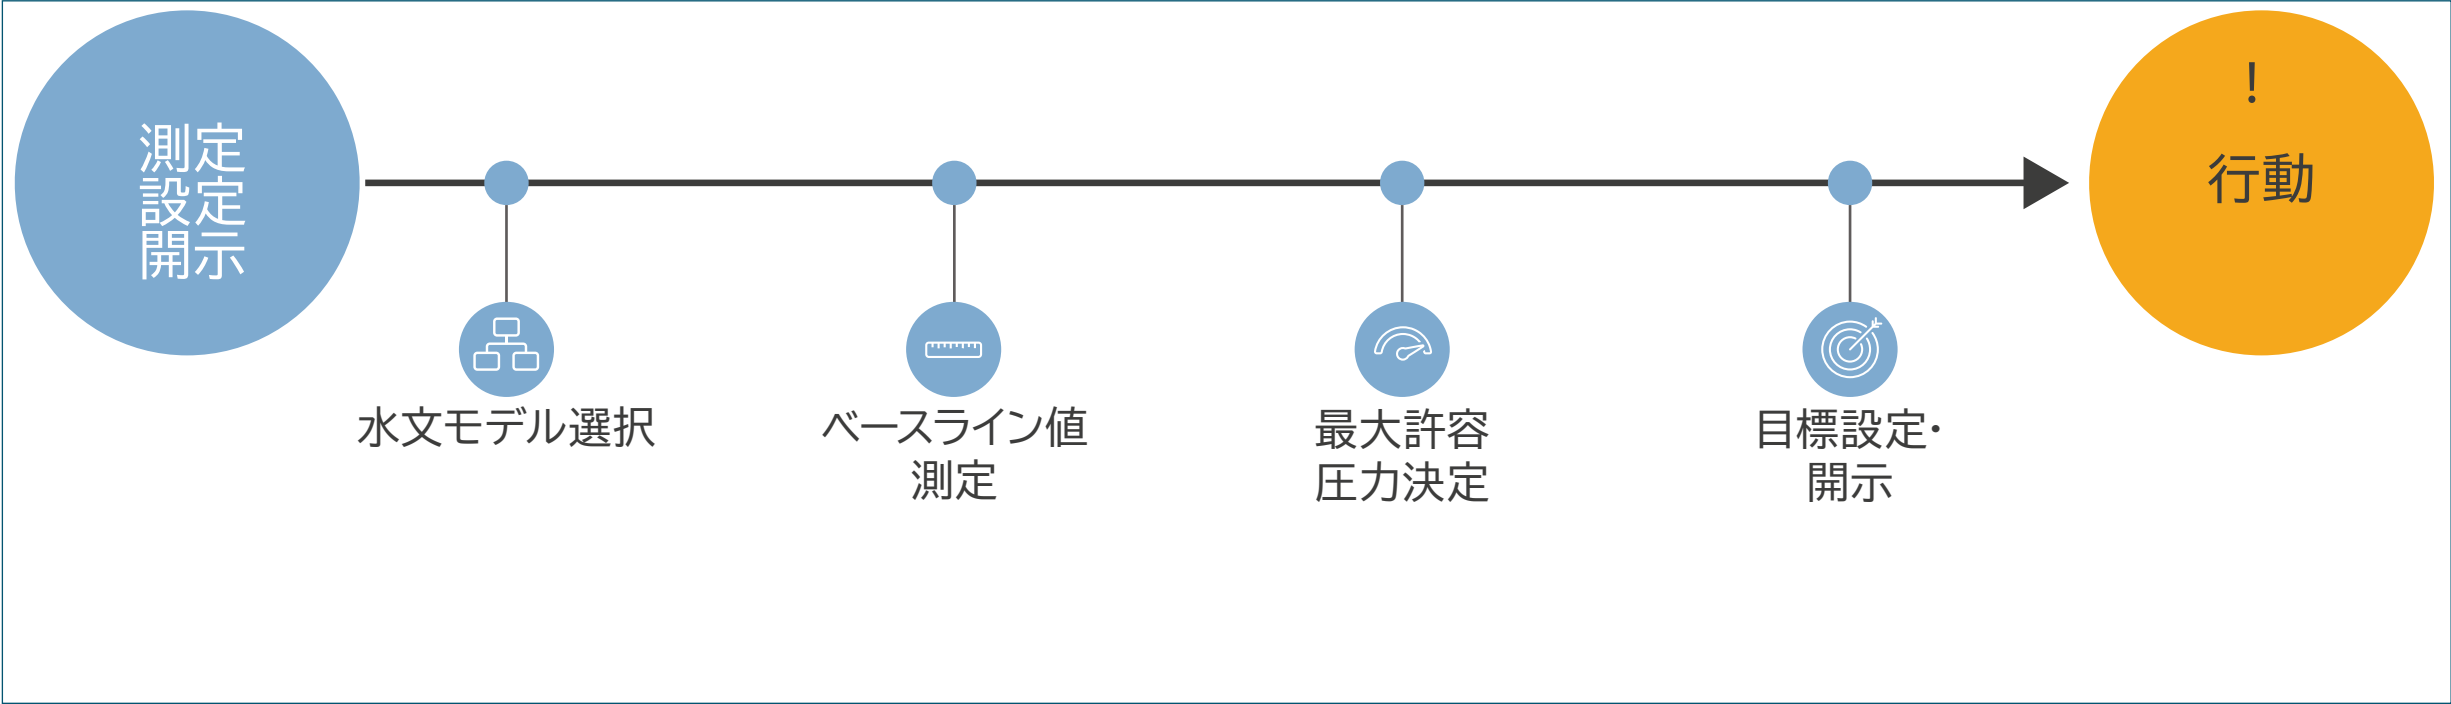 測定
設定
開示
水文モデル選択
ベースライン値
測定
最大許容
圧力決定
目標設定・
開示
!
行動